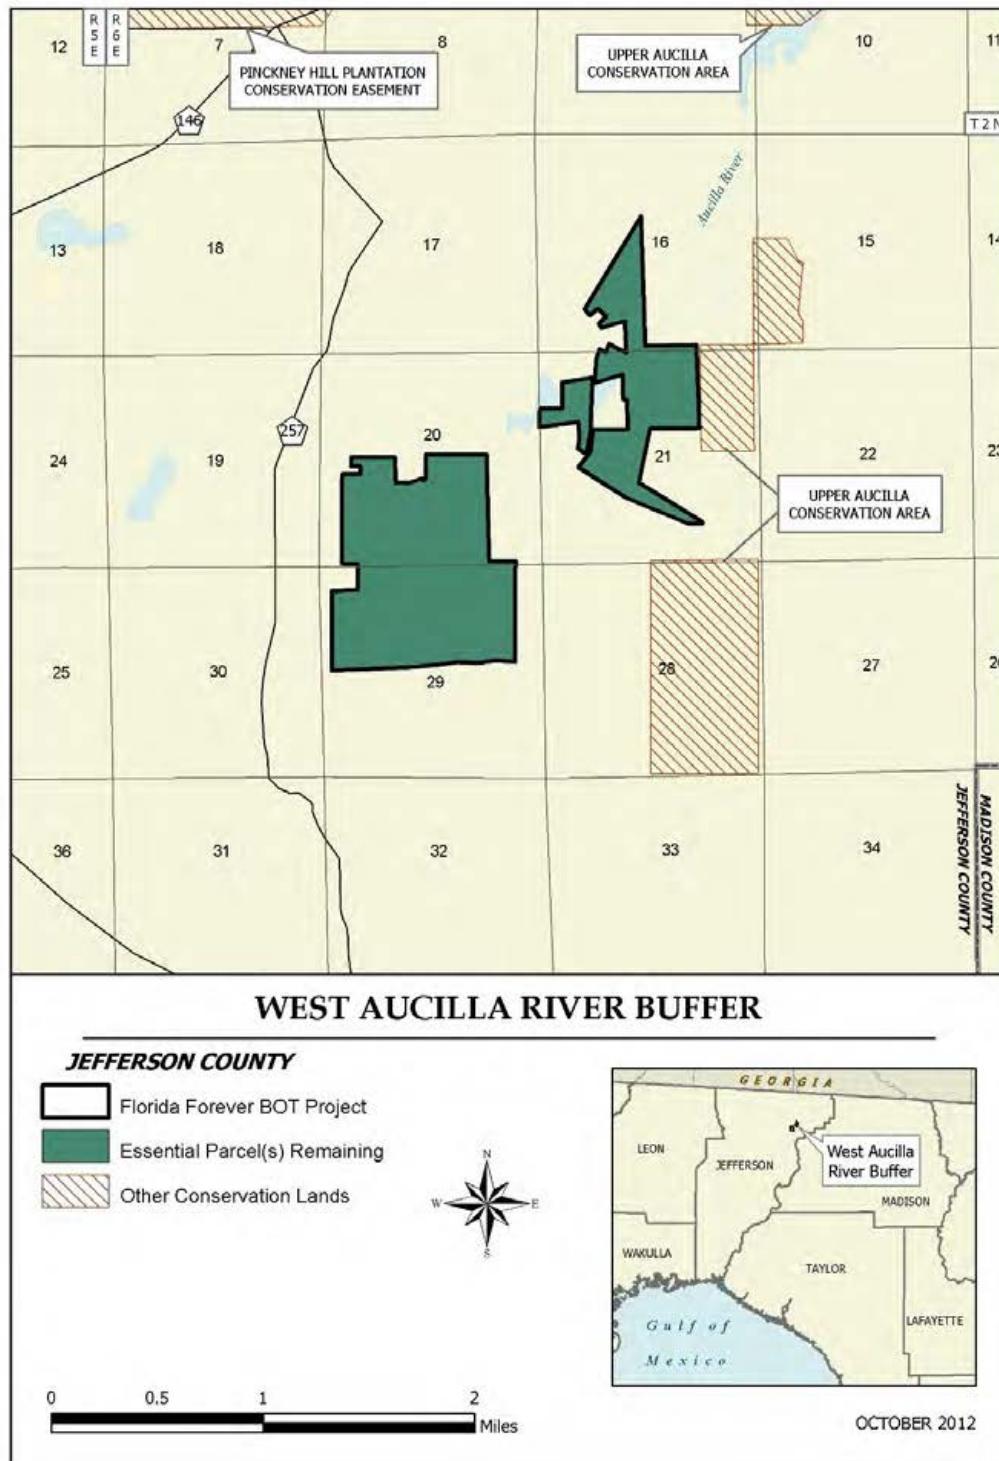 R
5
E
R
6
E
12
7
8
10
11
PINCKNEY HILL PLANTATION
CONSERVATION EASEMENT
UPPER AUCILLA
CONSERVATION AREA
146
T 2 N
Aucilla River
13
18
17
16
15
14
257
24
19
20
21
22
23
UPPER AUCILLA
CONSERVATION AREA
25
30
29
28
27
36
31
32
33
34
JEFFERSON COUNTY
MADISON COUNTY
WEST AUCILLA RIVER BUFFER
JEFFERSON COUNTY
Florida Forever BOT Project
Essential Parcel(s) Remaining
Other Conservation Lands
N
W
E
S
GEORGIA
LEON
JEFFERSON
West Aucilla
River Buffer
MADISON
WAKULLA
TAYLOR
LAFAYETTE
Gulf of
Mexico
0
0.5
1
2
Miles
OCTOBER 2012